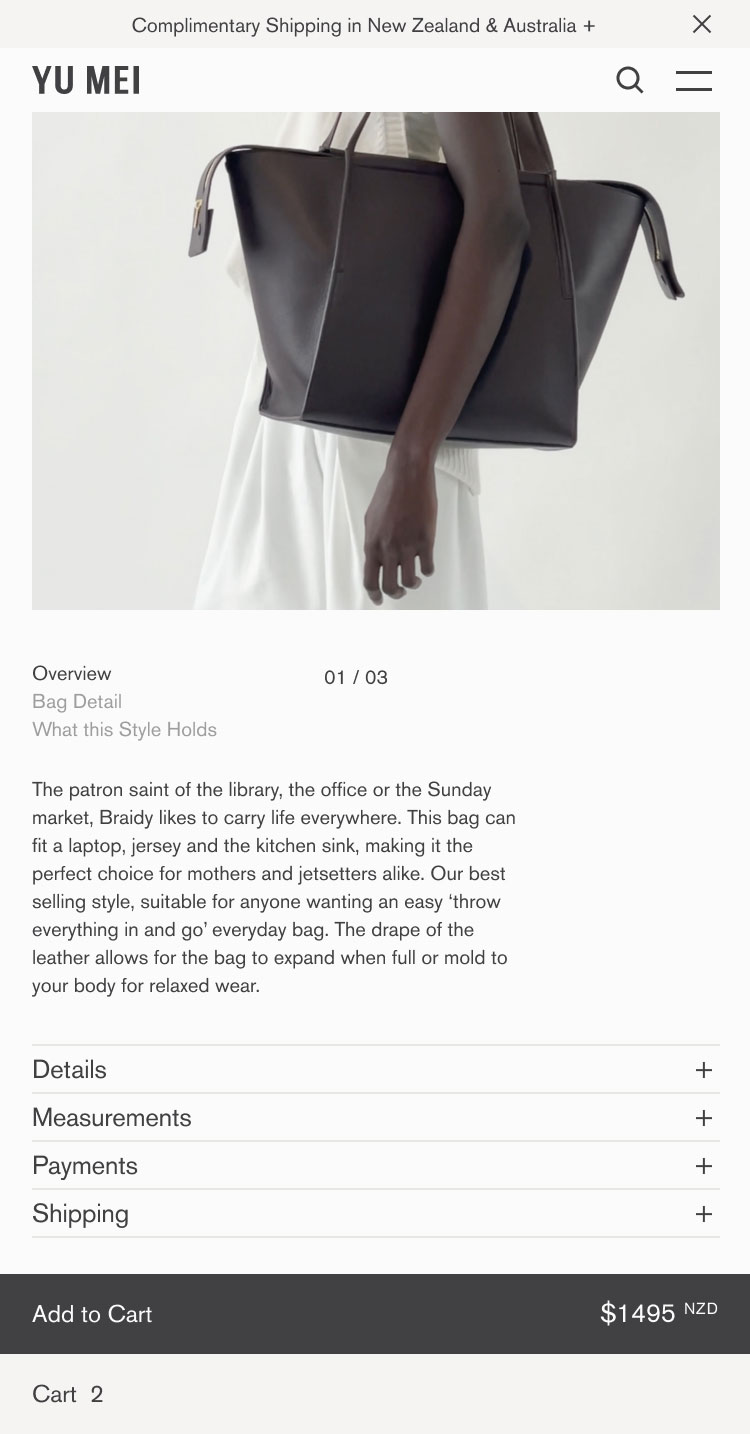 Complimentary Shipping in New Zealand & Australia +
YU MEI
Overview
Bag Detail
What this Style Holds
01 / 03
The patron saint of the library, the office or the Sunday
market, Braidy likes to carry life everywhere. This bag can
fit a laptop, jersey and the kitchen sink, making it the
perfect choice for mothers and jetsetters alike. Our best
selling style, suitable for anyone wanting an easy ‘throw
everything in and go’ everyday bag. The drape of the
leather allows for the bag to expand when full or mold to
your body for relaxed wear.
Details +
Measurements +
Payments +
Shipping +
Add to Cart $1495 NZD
Cart 2